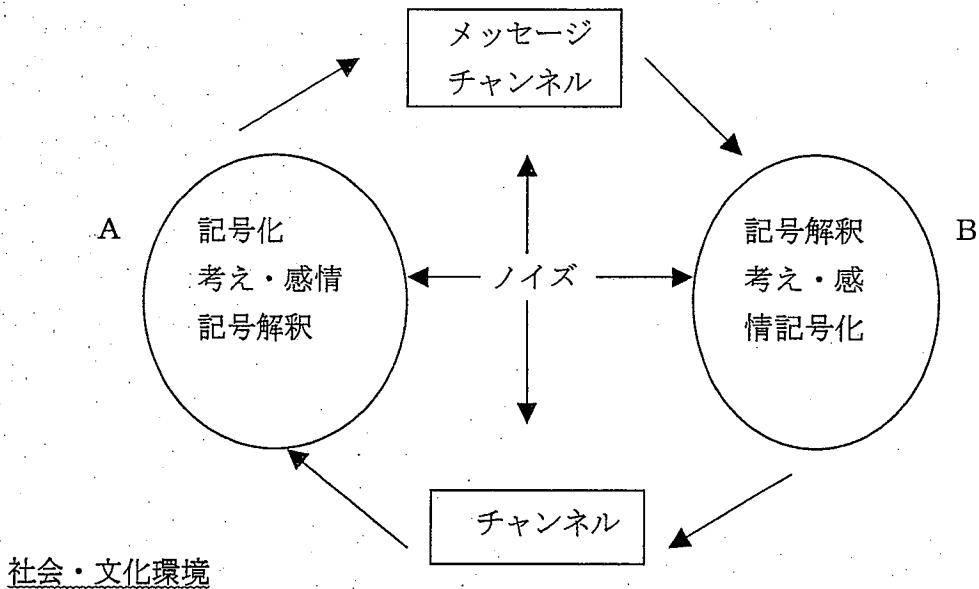 メッセージ
チャンネル
A
記号化
考え・感情
記号解釈
ノイズ
記号解釈
考え・感
情記号化
B
チャンネル
社会・文化環境